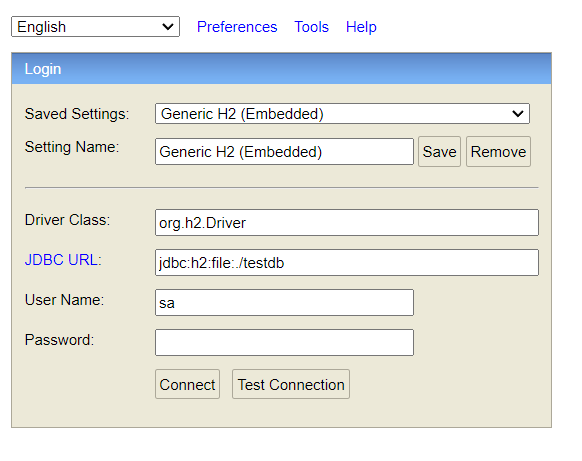 English Preferences Tools Help
Login
Saved Settings: Generic H2 (Embedded)
Setting Name: Generic H2 (Embedded) Save Remove
Driver Class: org.h2.Driver
JDBC URL: jdbc:h2:file:./testdb
User Name: sa
Password:
Connect Test Connection